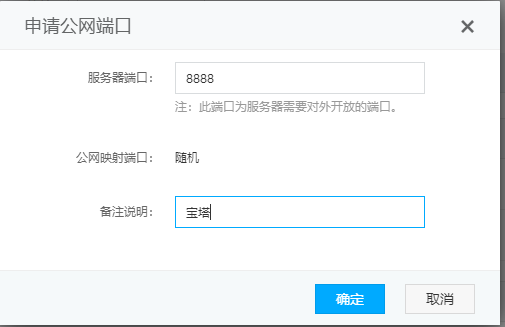 申请公网端口
服务器端口： 8888
注：此端口为服务器需要对外开放的端口。
公网映射端口： 随机
备注说明： 宝塔
确定 取消